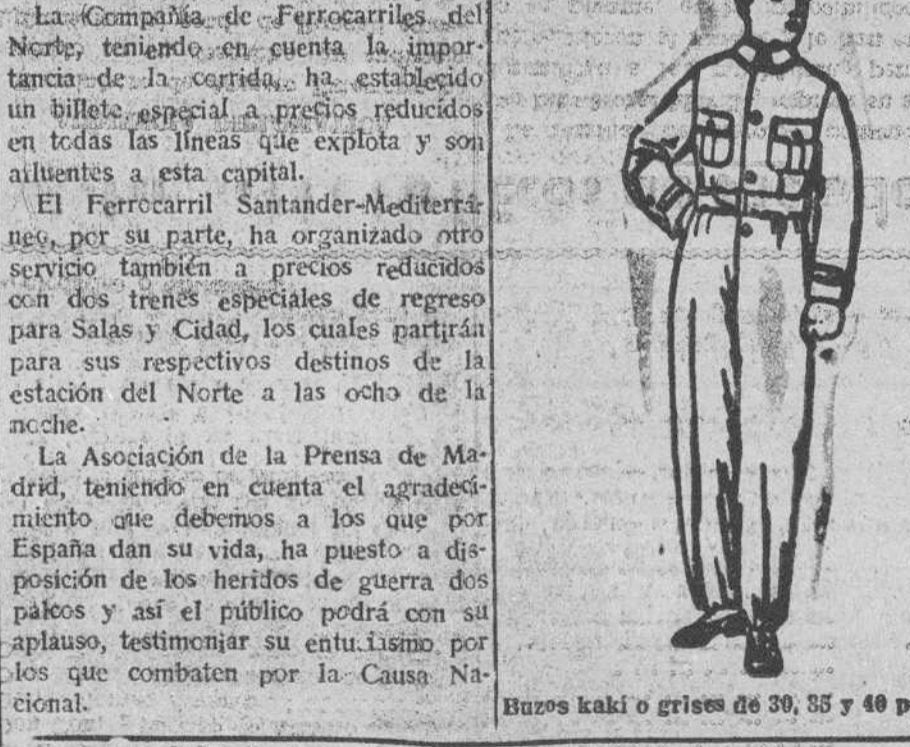 La Compañía de Ferrocarriles del
Norte, teniendo en cuenta la impor-
tancia de la corrida, ha establecido
un billete especial a precios reducidos
en todas las líneas que explota y son
afluentes a esta capital.
El Ferrocarril Santander-Mediterrá-
neo, por su parte, ha organizado otro
servicio también a precios reducidos
con dos trenes especiales de regreso
para Salas y Cidad, los cuales partirán
para sus respectivos destinos de la
estación del Norte a las ocho de la
noche.
La Asociación de la Prensa de Ma-
drid, teniendo en cuenta el agradeci-
miento que debemos a los que por
España dan su vida, ha puesto a dis-
posición de los heridos de guerra dos
palcos y así el público podrá con su
aplauso, testimoniar su entusiasmo por
los que combaten por la Causa Na-
cional.
Buzos kaki o grises de 30, 35 y 40 p